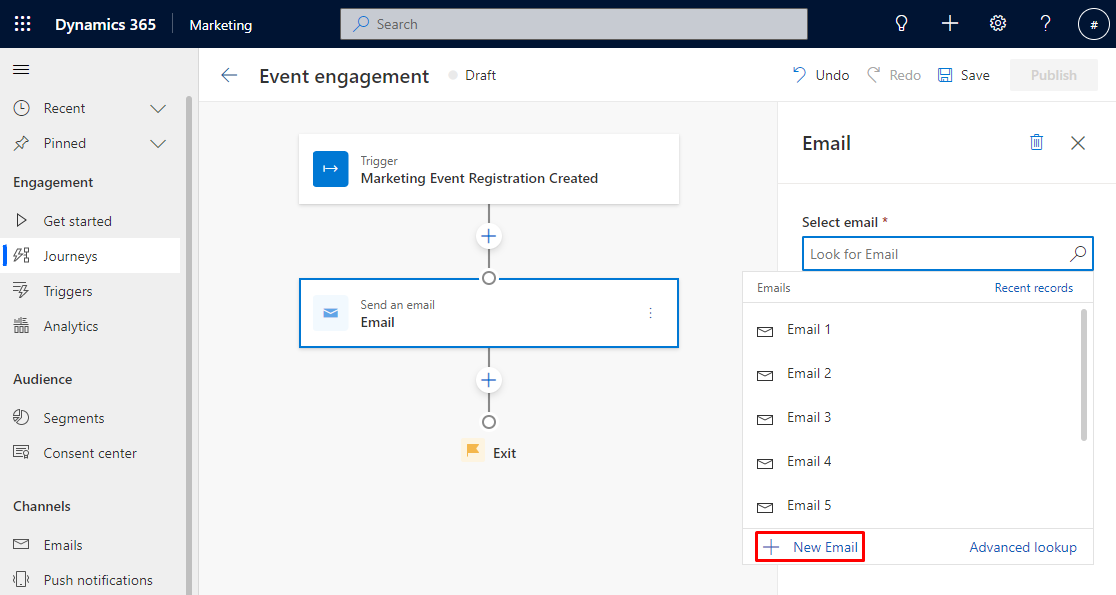 Dynamics 365 Marketing Search ? #
Event engagement Draft Undo Redo Save Publish
Recent
Pinned
Engagement
Get started
Journeys
Triggers
Analytics
Audience
Segments
Consent center
Channels
Emails
Push notifications
Trigger
Marketing Event Registration Created
Send an email
Email
Exit
Email
Select email *
Look for Email
Emails Recent records
Email 1
Email 2
Email 3
Email 4
Email 5
New Email Advanced lookup